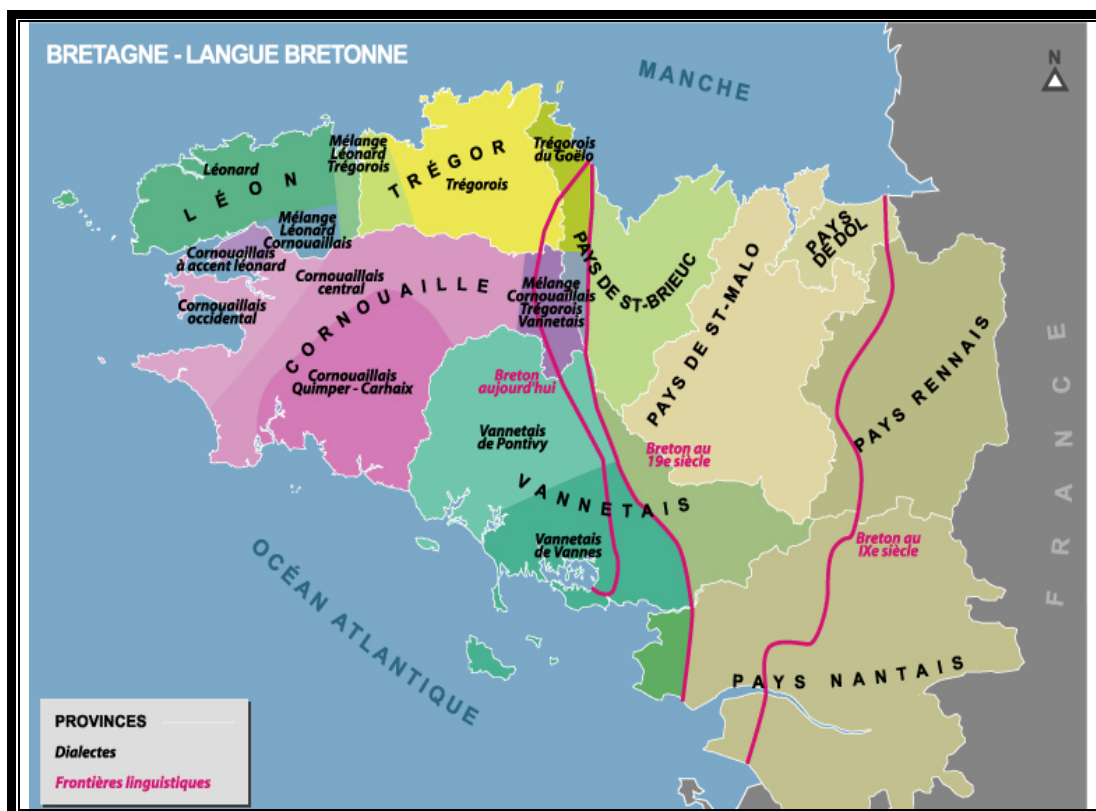 BRETAGNE - LANGUE BRETONNE
MANCHE
N
Léonard
LÉON
Mélange
Léonard
Trégorois
TRÉGOR
Trégorois
Trégorois
du Goëlo
Mélange
Léonard
Cornouaillais
Cornouaillais
à accent léonard
Cornouaillais
central
Cornouaillais
occidental
CORNOUAILLE
Mélange
Cornouaillais
Trégorois
Vannetais
PAYS DE ST-BRIEUC
PAYS DE ST-MALO
PAYS
DE DOL
PAYS RENNAIS
FRANCE
Cornouaillais
Quimper - Carhaix
Breton
aujourd'hui
Vannetais
de Pontivy
Breton au
19e siècle
VANNETAIS
Vannetais
de Vannes
Breton au
IXe siècle
OCÉAN ATLANTIQUE
PAYS NANTAIS
PROVINCES
Dialectes
Frontières linguistiques